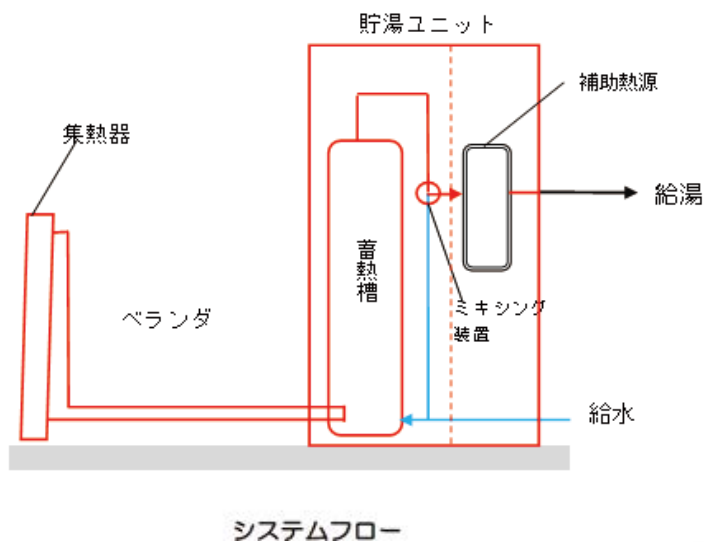 貯湯ユニット
補助熱源
集熱器
給湯
蓄熱槽
ミキシング
装置
ベランダ
給水
システムフロー